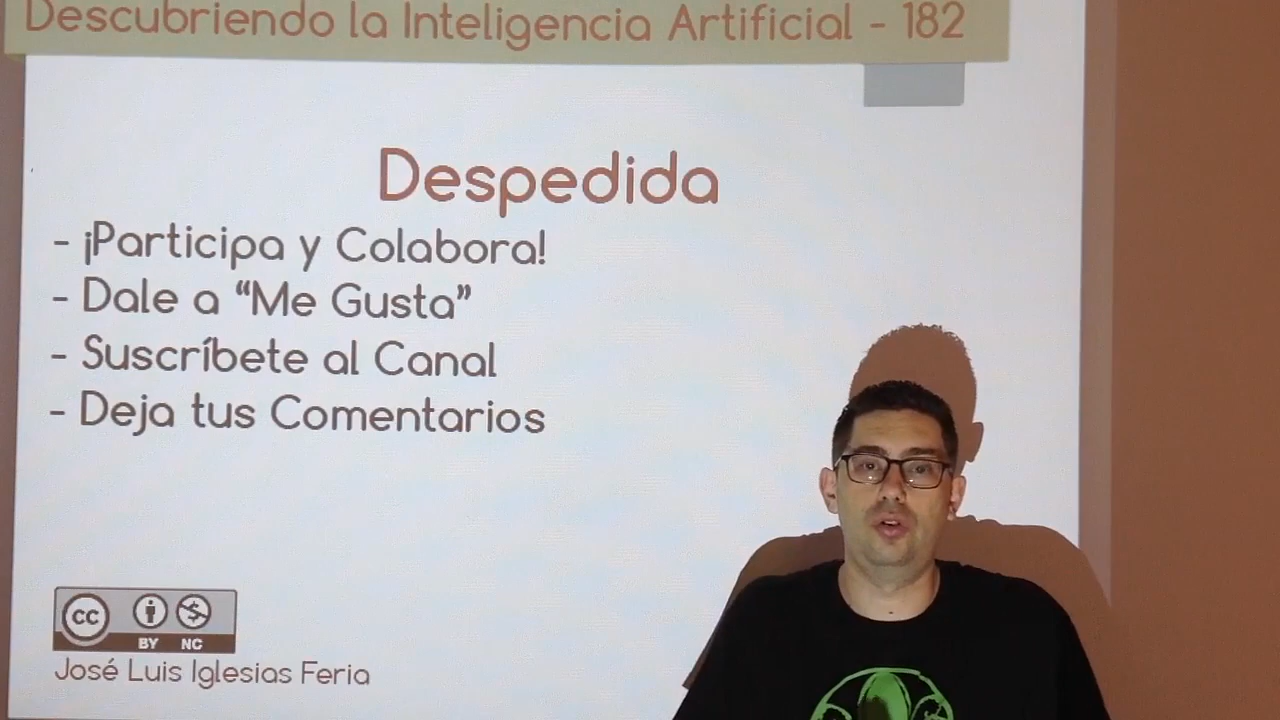 Descubriendo la Inteligencia Artificial - 182
Despedida
- ¡Participa y Colabora!
- Dale a “Me Gusta”
- Suscríbete al Canal
- Deja tus Comentarios
CC
BY NC
José Luis Iglesias Feria